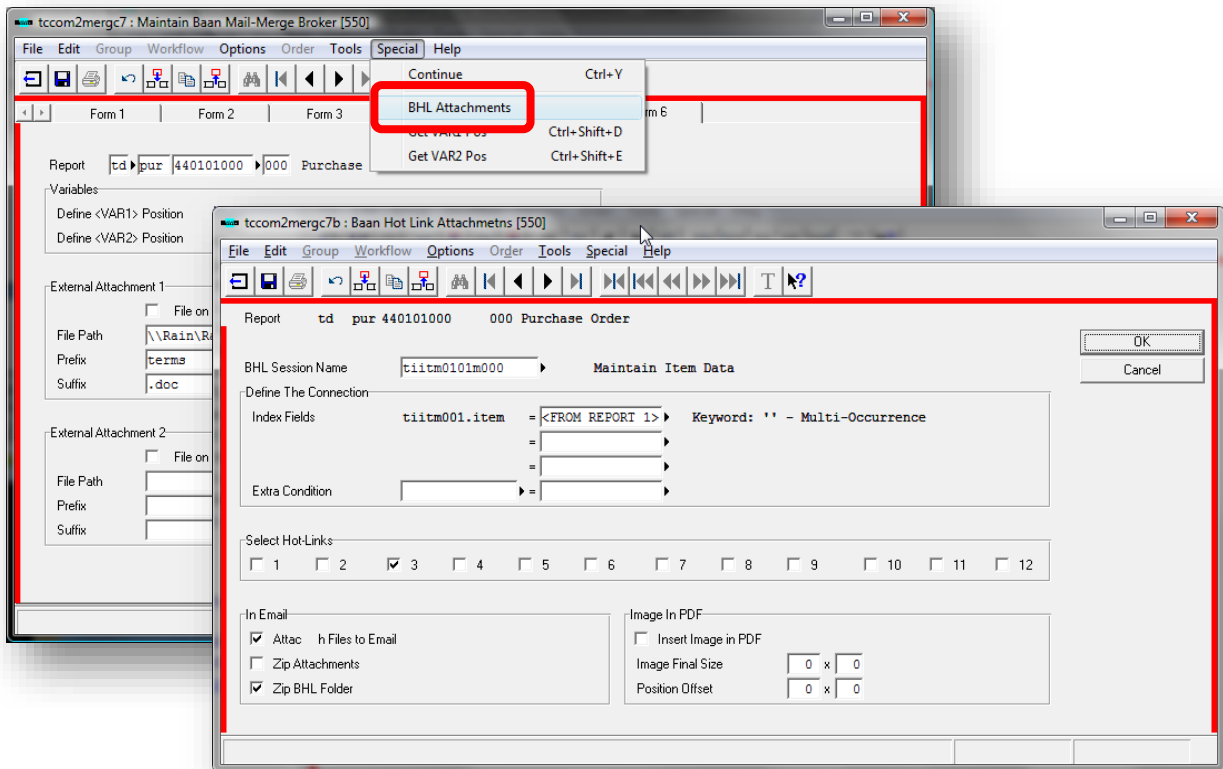 tccom2mergc7 : Maintain Baan Mail-Merge Broker [550]
File Edit Group Workflow Options Order Tools Special Help
Continue Ctrl+Y
BHL Attachments
Get VAR1 Pos Ctrl+Shift+D
Get VAR2 Pos Ctrl+Shift+E
Form 1 Form 2 Form 3 m 6
Report td pur 440101000 000 Purchase
Variables
Define <VAR1> Position
Define <VAR2> Position
External Attachment 1
File on
File Path \\Rain\Ra
Prefix terms
Suffix .doc
External Attachment 2
File on
File Path
Prefix
Suffix
tccom2mergc7b : Baan Hot Link Attachmetns [550]
File Edit Group Workflow Options Order Tools Special Help
T
Report td pur 440101000 000 Purchase Order
OK
Cancel
BHL Session Name tiitm0101m000 Maintain Item Data
Define The Connection
Index Fields tiitm001.item = <FROM REPORT 1> Keyword: '' - Multi-Occurrence
=
=
Extra Condition =
Select Hot-Links
1 2 3 4 5 6 7 8 9 10 11 12
In Email
Attac h Files to Email
Zip Attachments
Zip BHL Folder
Image In PDF
Insert Image in PDF
Image Final Size 0 x 0
Position Offset 0 x 0